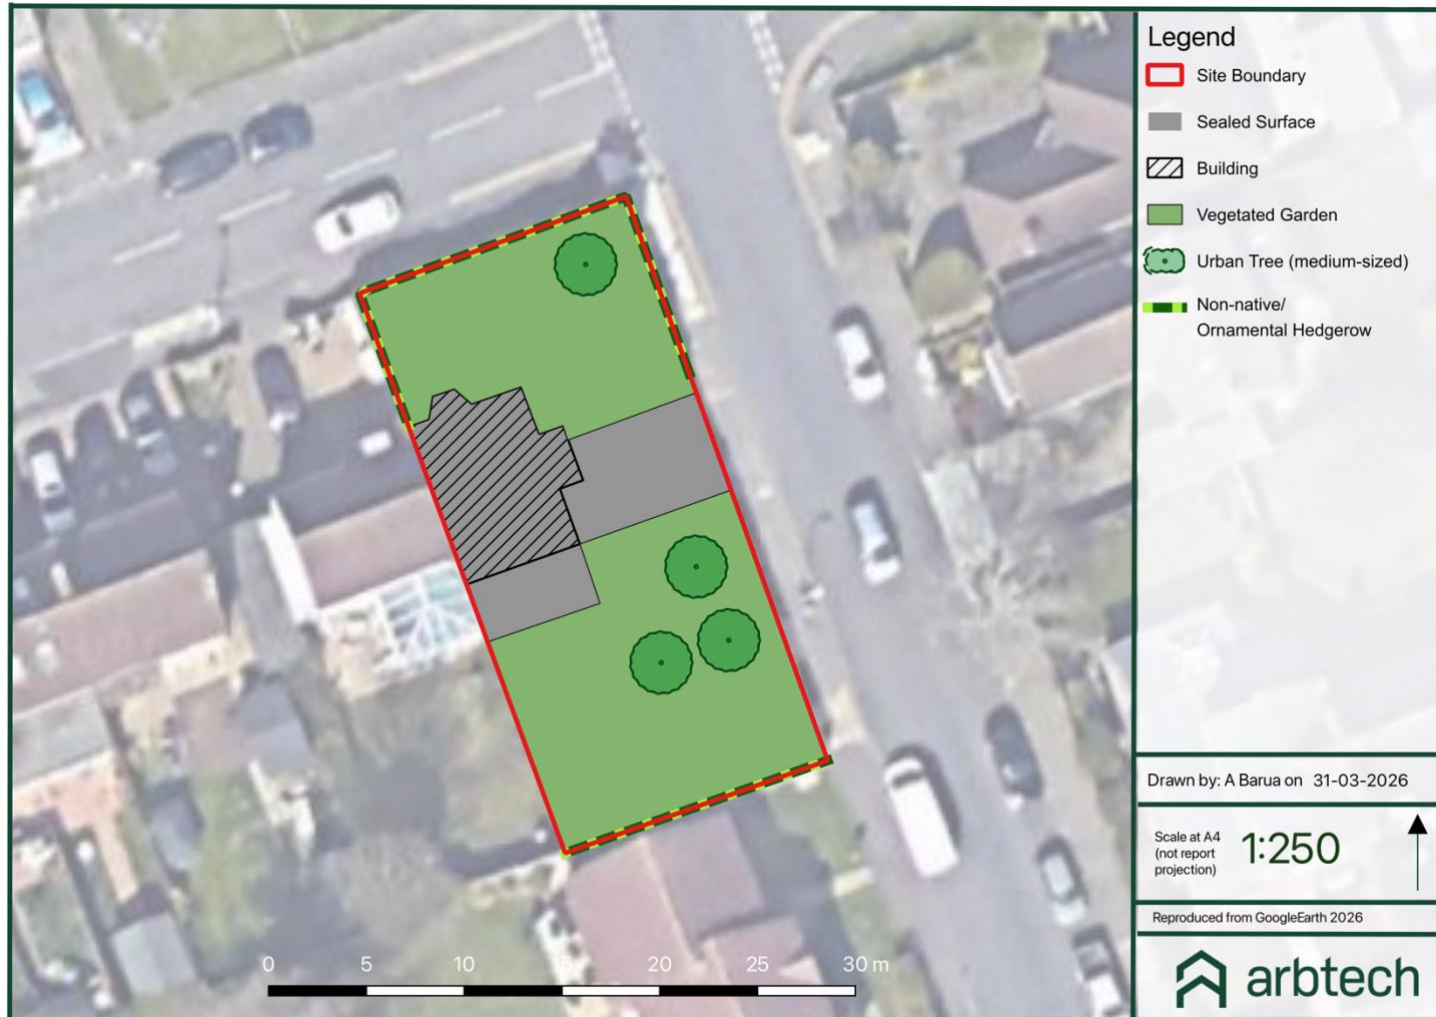 Legend
Site Boundary
Sealed Surface
Building
Vegetated Garden
Urban Tree (medium-sized)
Non-native/
Ornamental Hedgerow
Drawn by: A Barua on 31-03-2026
Scale at A4
(not report
projection)
1:250
Reproduced from GoogleEarth 2026
arbtech
0 5 10 15 20 25 30 m